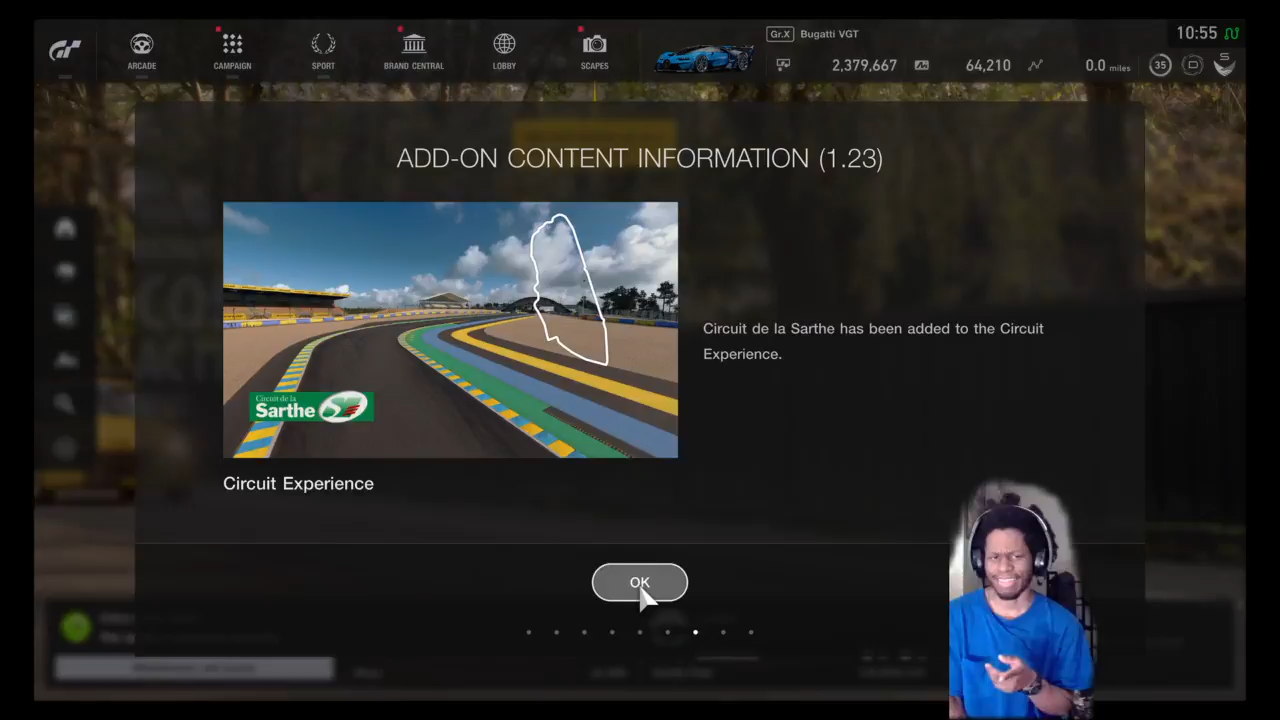 GT
ARCADE
CAMPAIGN
SPORT
BRAND CENTRAL
LOBBY
SCAPES
Gr.X Bugatti VGT
2,379,667
64,210
0.0 miles
10:55
35
S
ADD-ON CONTENT INFORMATION (1.23)
Circuit de la
Sarthe
Circuit de la Sarthe has been added to the Circuit
Experience.
Circuit Experience
OK